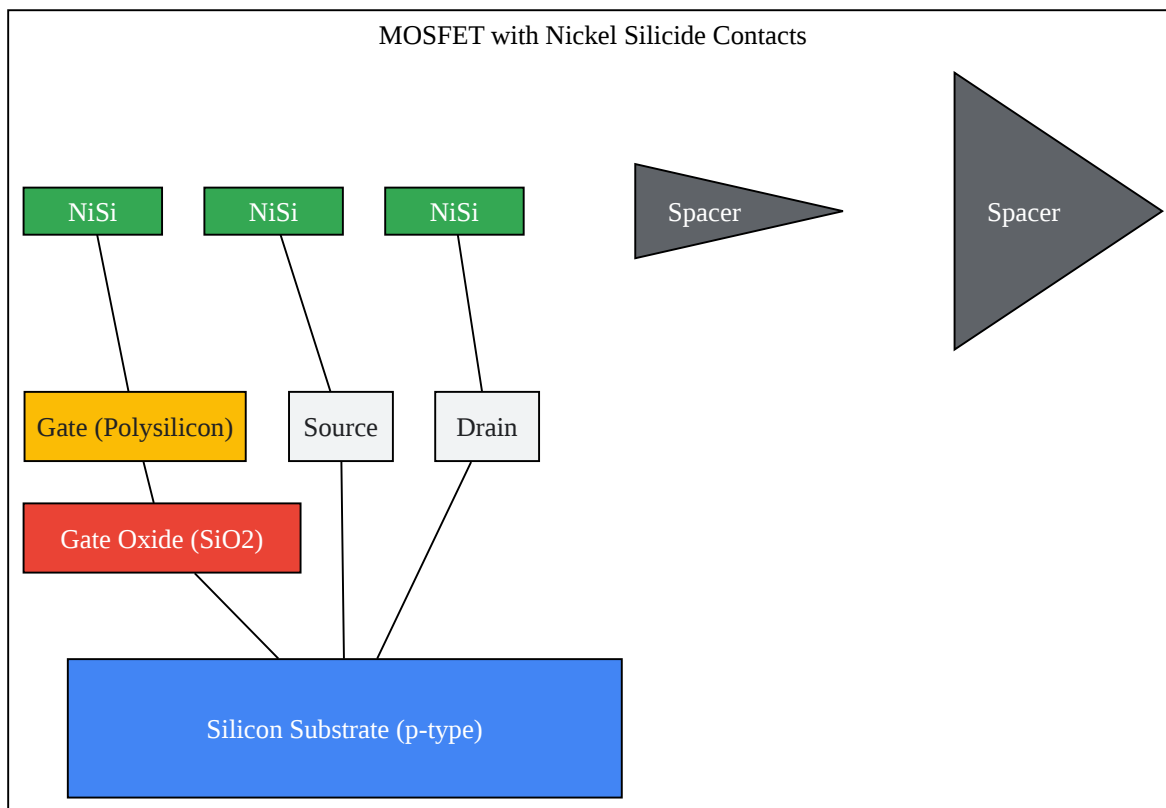 MOSFET with Nickel Silicide Contacts
NiSi
NiSi
NiSi
Spacer
Spacer
Gate (Polysilicon)
Source
Drain
Gate Oxide (SiO2)
Silicon Substrate (p-type)